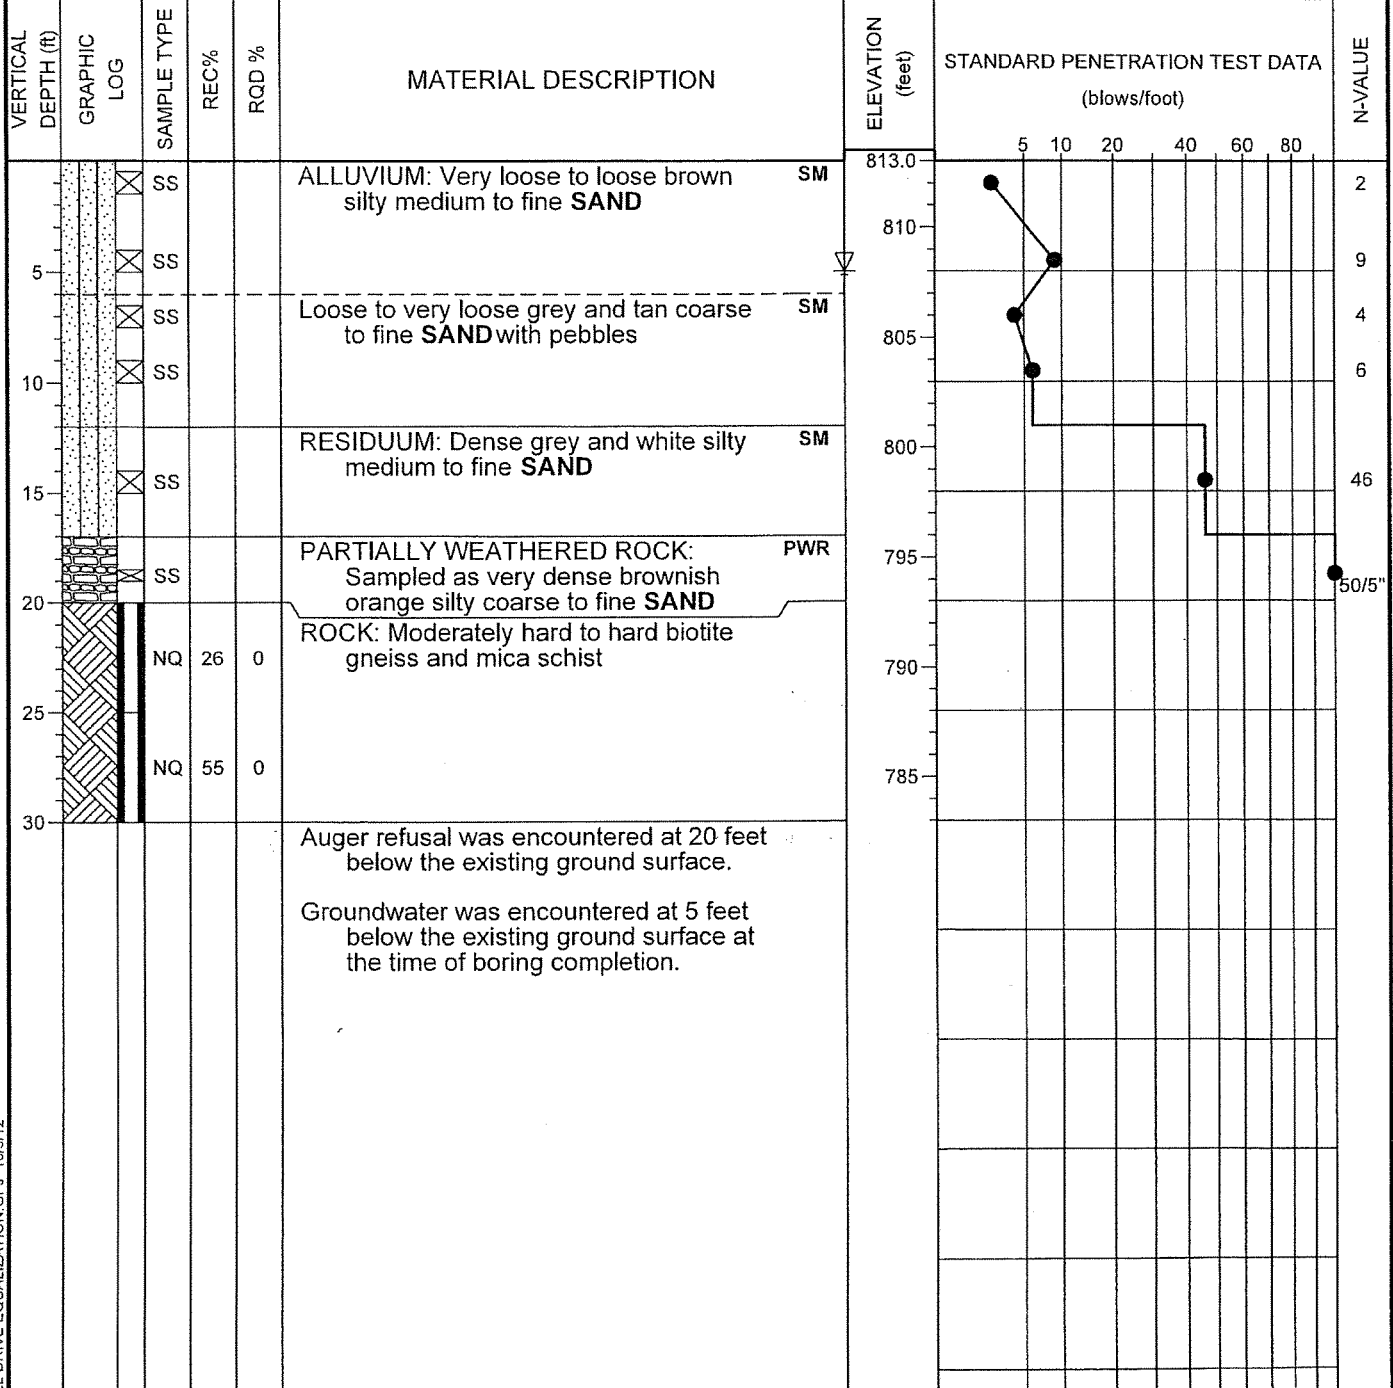 VERTICAL
DEPTH (ft)
GRAPHIC
LOG
SAMPLE TYPE
REC%
RQD %
MATERIAL DESCRIPTION
ELEVATION
(feet)
STANDARD PENETRATION TEST DATA
(blows/foot)
N-VALUE
5 10 20 40 60 80
813.0
SS
ALLUVIUM: Very loose to loose brown SM
silty medium to fine SAND
2
810
5
SS
9
SS
Loose to very loose grey and tan coarse SM
to fine SAND with pebbles
4
805
10
SS
6
RESIDUUM: Dense grey and white silty SM
medium to fine SAND
800
15
SS
46
PARTIALLY WEATHERED ROCK: PWR
Sampled as very dense brownish
orange silty coarse to fine SAND
795
SS
50/5"
20
ROCK: Moderately hard to hard biotite
gneiss and mica schist
NQ 26 0
790
25
NQ 55 0
785
30
Auger refusal was encountered at 20 feet
below the existing ground surface.
Groundwater was encountered at 5 feet
below the existing ground surface at
the time of boring completion.